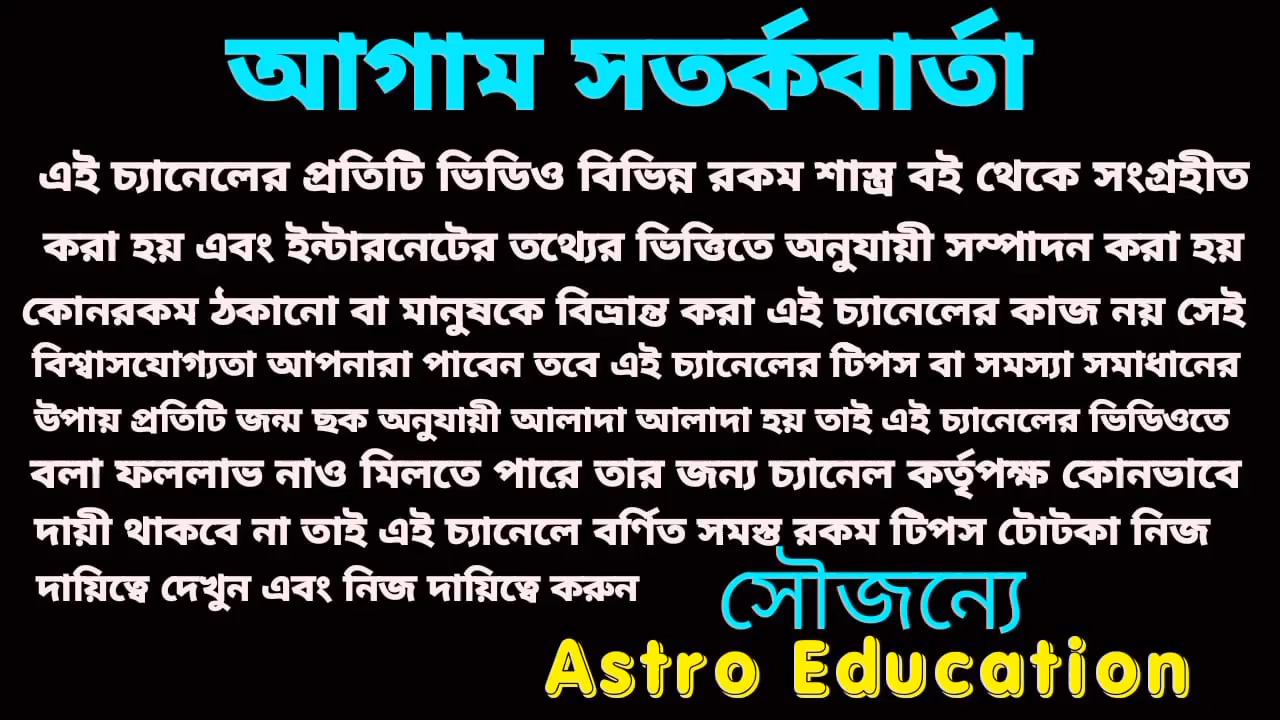 আগাম সতর্কবার্তা
এই চ্যানেলের প্রতিটি ভিডিও বিভিন্ন রকম শাস্ত্র বই থেকে সংগ্রহীত
করা হয় এবং ইন্টারনেটের তথ্যের ভিত্তিতে অনুযায়ী সম্পাদন করা হয়
কোনরকম ঠকানো বা মানুষকে বিভ্রান্ত করা এই চ্যানেলের কাজ নয় সেই
বিশ্বাসযোগ্যতা আপনারা পাবেন তবে এই চ্যানেলের টিপস বা সমস্যা সমাধানের
উপায় প্রতিটি জন্ম ছক অনুযায়ী আলাদা আলাদা হয় তাই এই চ্যানেলের ভিডিওতে
বলা ফললাভ নাও মিলতে পারে তার জন্য চ্যানেল কর্তৃপক্ষ কোনভাবে
দায়ী থাকবে না তাই এই চ্যানেলে বর্ণিত সমস্ত রকম টিপস টোটকা নিজ
দায়িত্বে দেখুন এবং নিজ দায়িত্বে করুন
সৌজন্যে
Astro Education